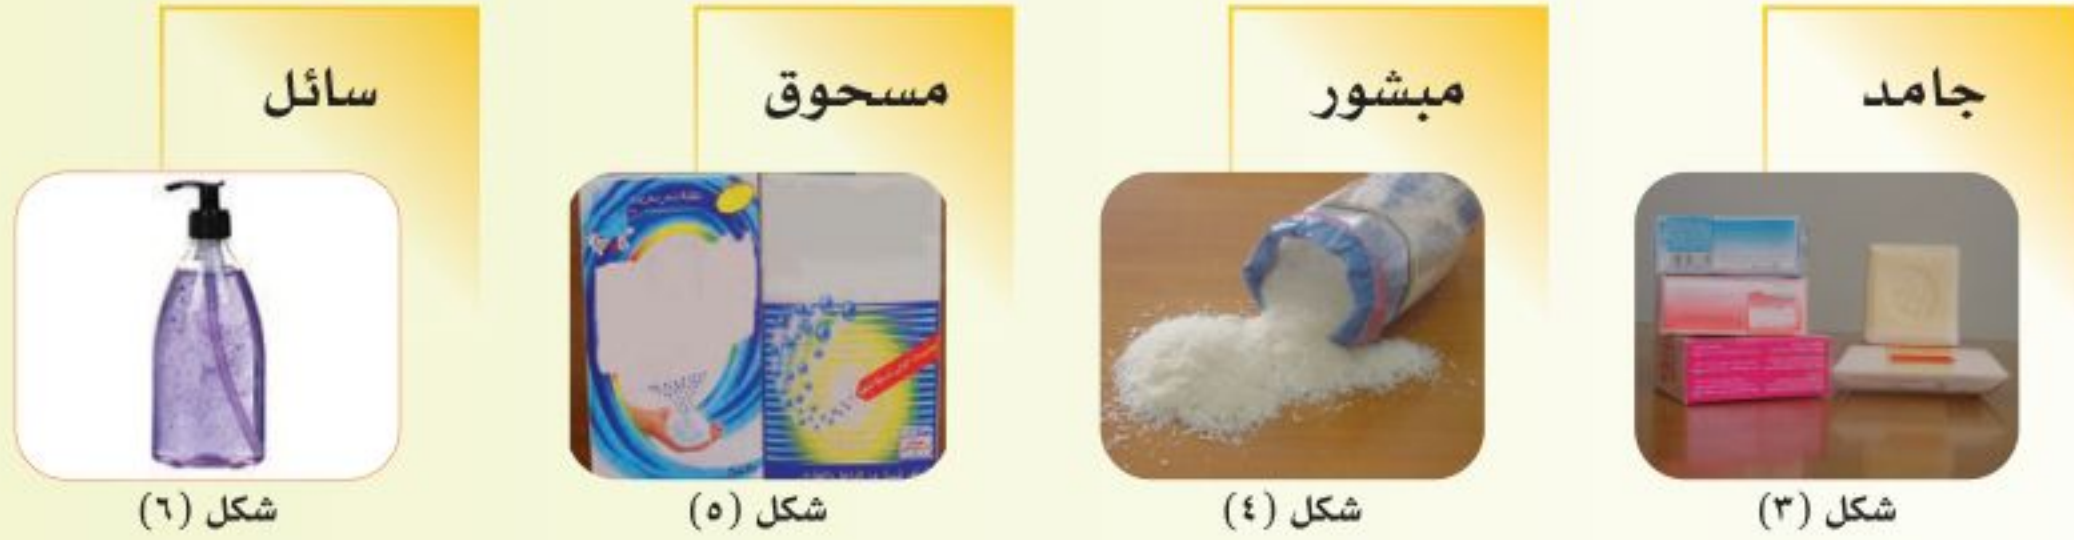 جامد
مبشور
مسحوق
سائل
شكل (٣)
شكل (٤)
شكل (٥)
شكل (٦)